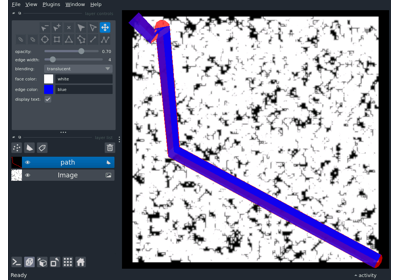 File View Plugins Window Help
opacity: 0.70
edge width: 4
blending: translucent
face color: white
edge color: blue
display text: ✓
path
Image
activity